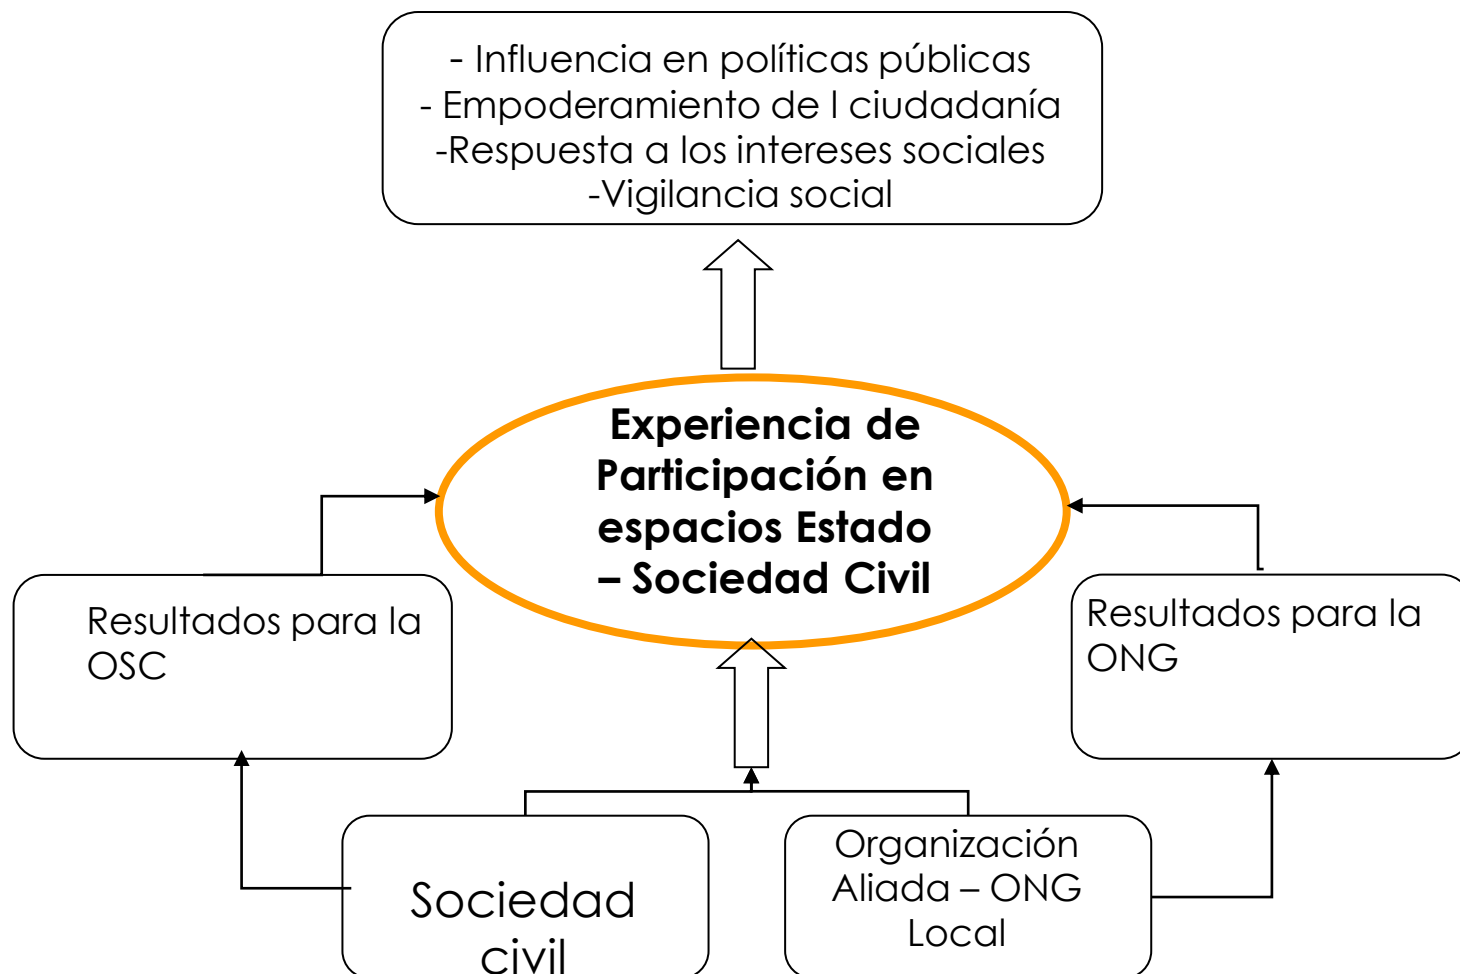 - Influencia en políticas públicas
- Empoderamiento de l ciudadanía
-Respuesta a los intereses sociales
-Vigilancia social
Experiencia de
Participación en
espacios Estado
– Sociedad Civil
Resultados para la
OSC
Resultados para la
ONG
Sociedad
civil
Organización
Aliada – ONG
Local